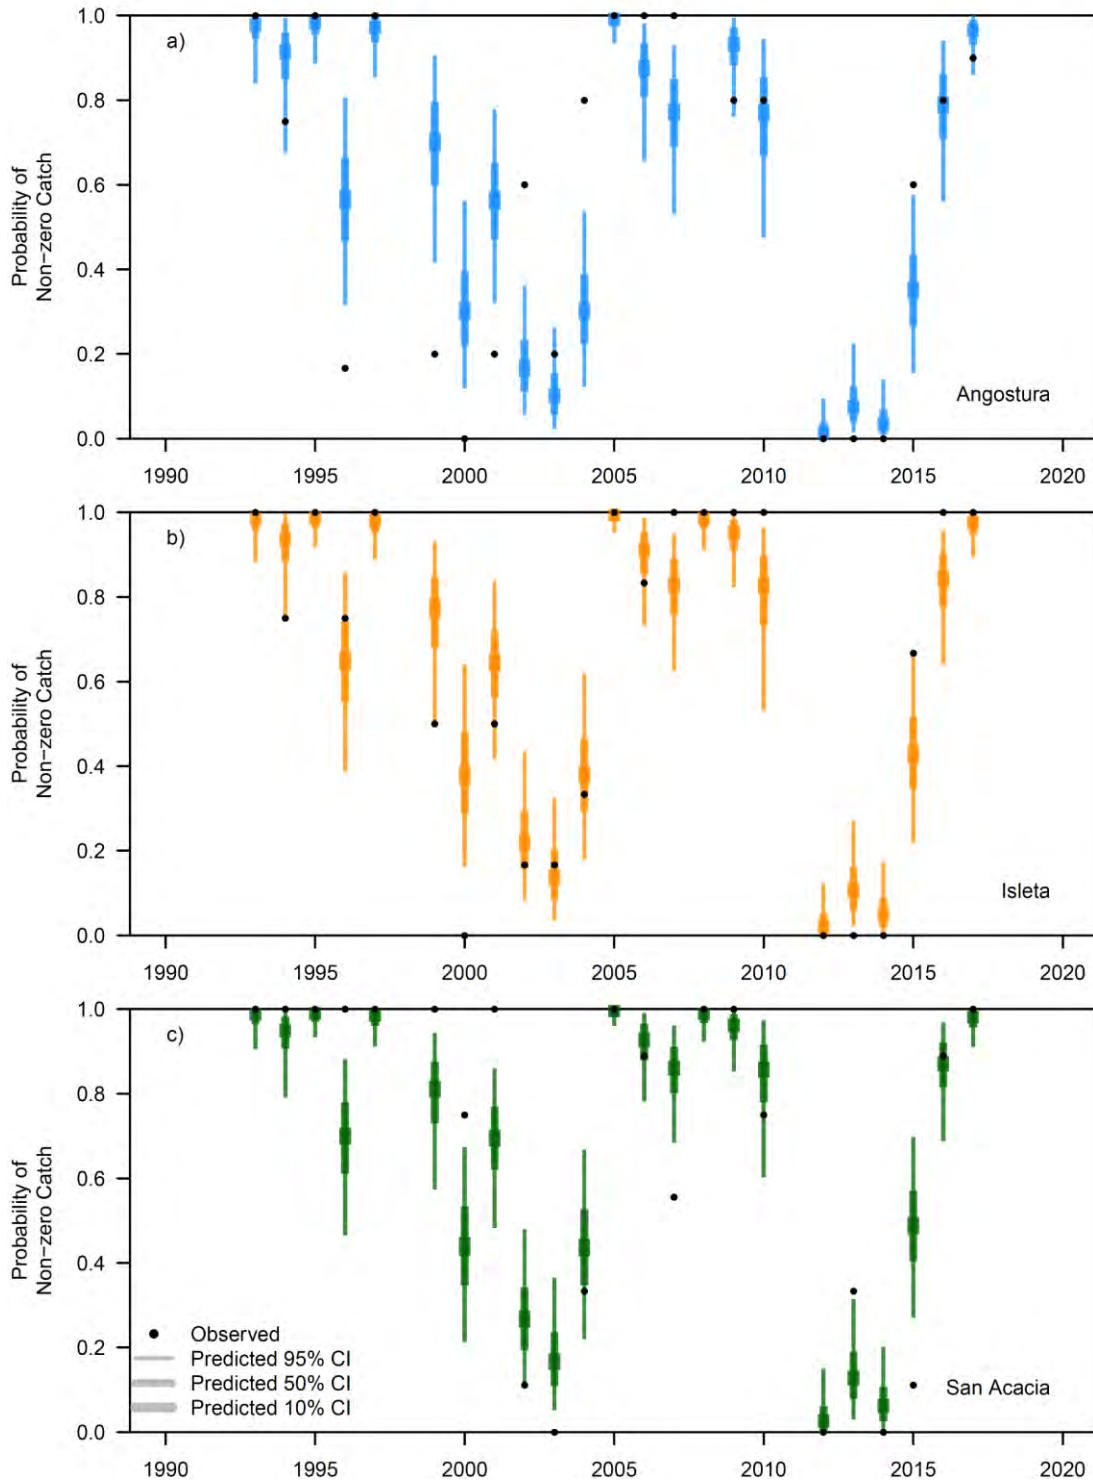 a)
1.0
0.8
0.6
0.4
0.2
0.0
Probability of
Non−zero Catch
Angostura
1990 1995 2000 2005 2010 2015 2020
b)
1.0
0.8
0.6
0.4
0.2
0.0
Probability of
Non−zero Catch
Isleta
1990 1995 2000 2005 2010 2015 2020
c)
1.0
0.8
0.6
0.4
0.2
0.0
Probability of
Non−zero Catch
Observed
Predicted 95% CI
Predicted 50% CI
Predicted 10% CI
San Acacia
1990 1995 2000 2005 2010 2015 2020